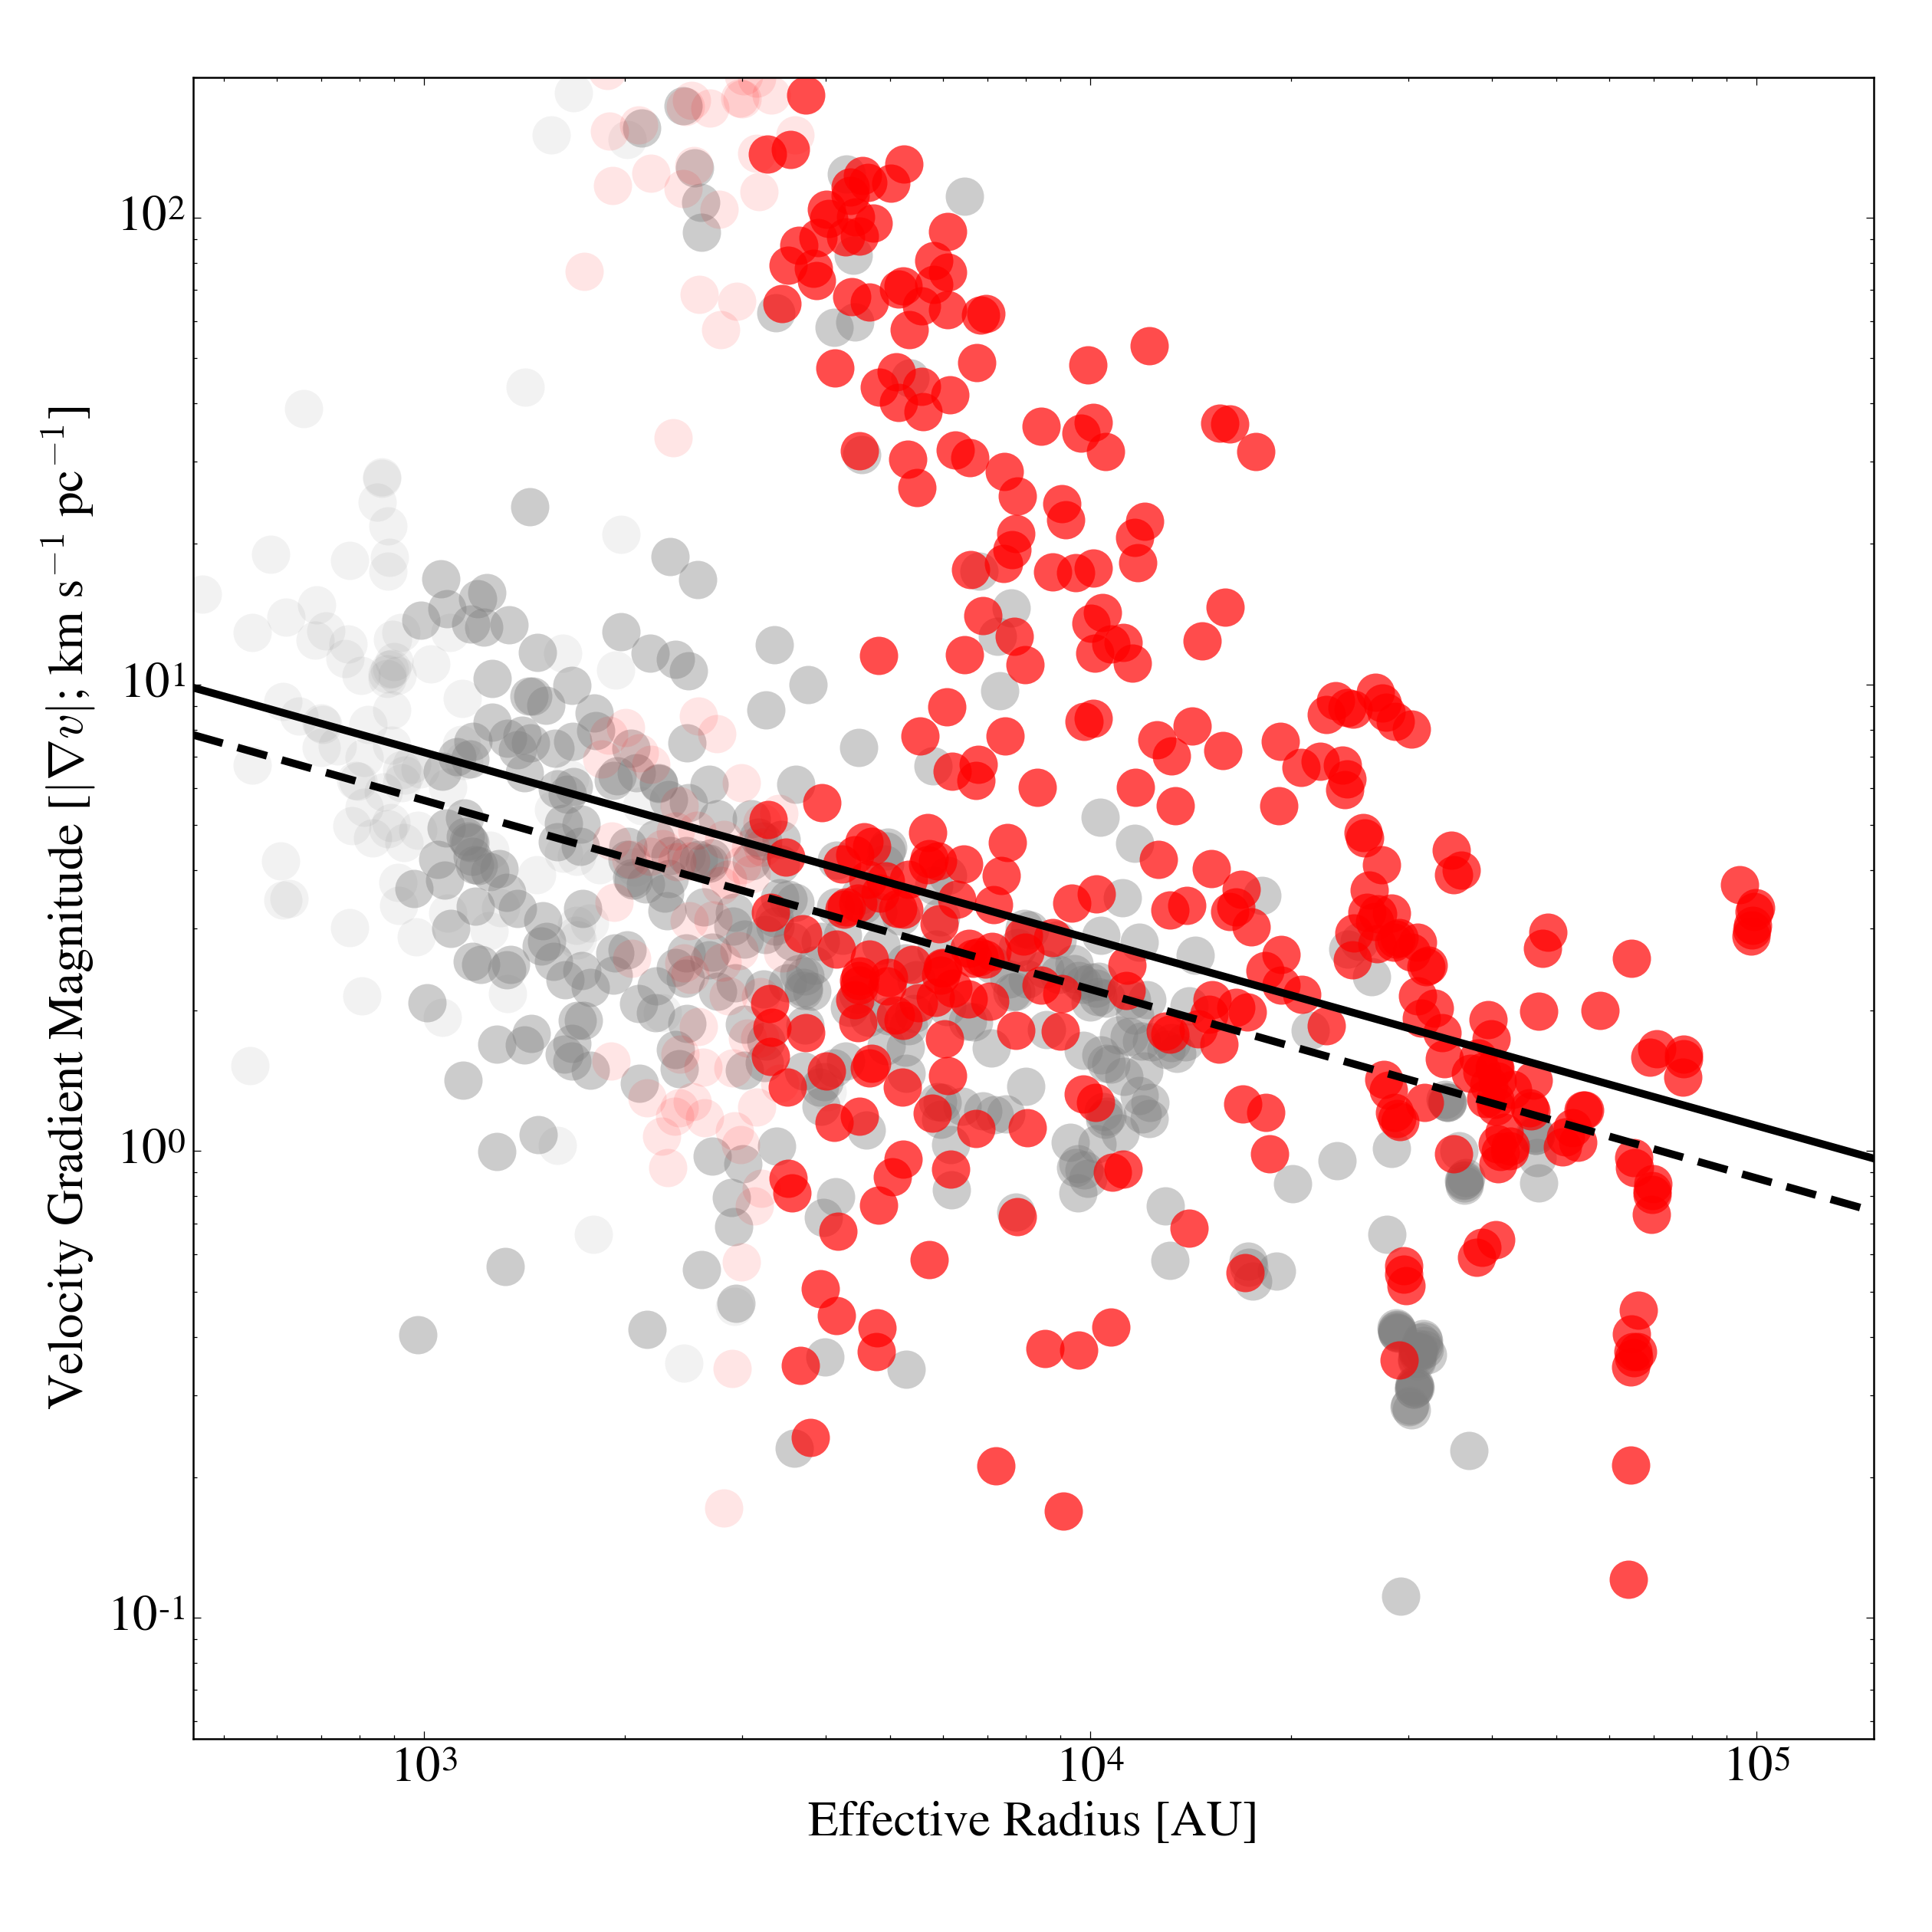 Velocity Gradient Magnitude [|∇v|; km s⁻¹ pc⁻¹]
10²
10¹
10⁰
10⁻¹
10³ 10⁴ 10⁵
Effective Radius [AU]